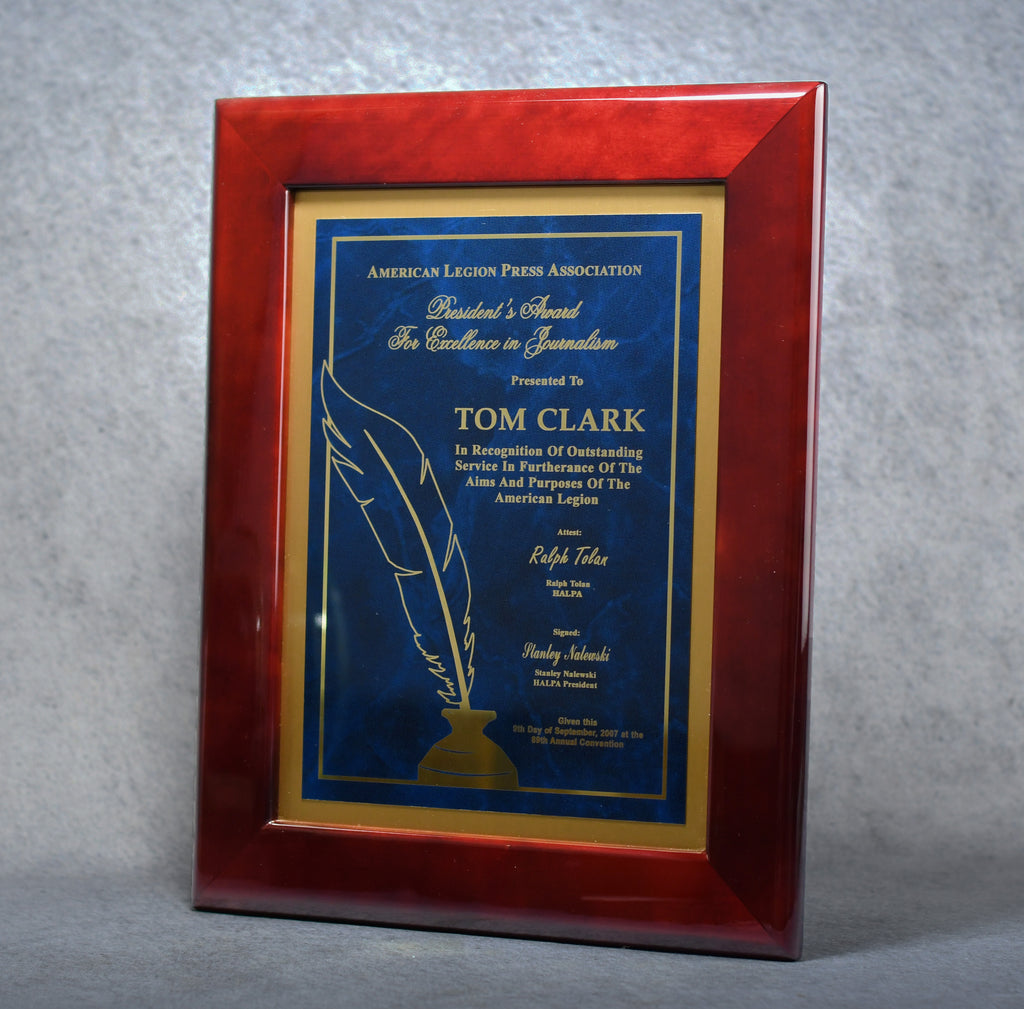 AMERICAN LEGION PRESS ASSOCIATION
President's Award
For Excellence in Journalism
Presented To
TOM CLARK
In Recognition Of Outstanding
Service In Furtherance Of The
Aims And Purposes Of The
American Legion
Attest:
Ralph Tolan
Ralph Tolan
HALPA
Signed:
Stanley Nalewski
Stanley Nalewski
HALPA President
Given this
9th Day of September, 2007 at the
89th Annual Convention